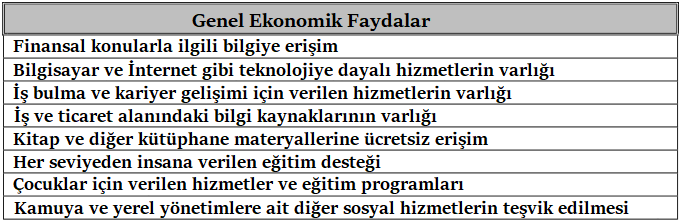 Genel Ekonomik Faydalar
Finansal konularla ilgili bilgiye erişim
Bilgisayar ve İnternet gibi teknolojiye dayalı hizmetlerin varlığı
İş bulma ve kariyer gelişimi için verilen hizmetlerin varlığı
İş ve ticaret alanındaki bilgi kaynaklarının varlığı
Kitap ve diğer kütüphane materyallerine ücretsiz erişim
Her seviyeden insana verilen eğitim desteği
Çocuklar için verilen hizmetler ve eğitim programları
Kamuya ve yerel yönetimlere ait diğer sosyal hizmetlerin teşvik edilmesi